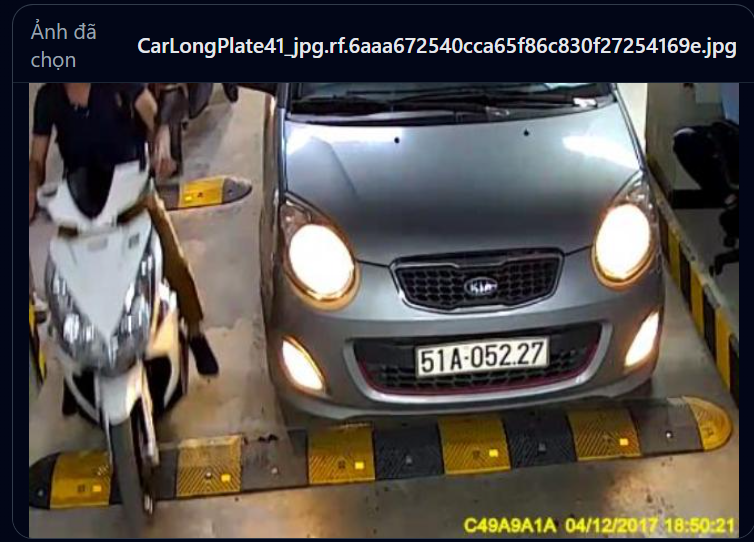 Ảnh đã
chọn
CarLongPlate41_jpg.rf.6aaa672540cca65f86c830f27254169e.jpg
KIA
51A-052.27
C49A9A1A 04/12/2017 18:50:21